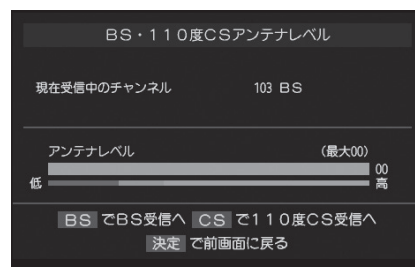 BS・110度CSアンテナレベル
現在受信中のチャンネル 103 BS
アンテナレベル (最大00)
00
低 高
BS でBS受信へ CS で110度CS受信へ
決定 で前画面に戻る